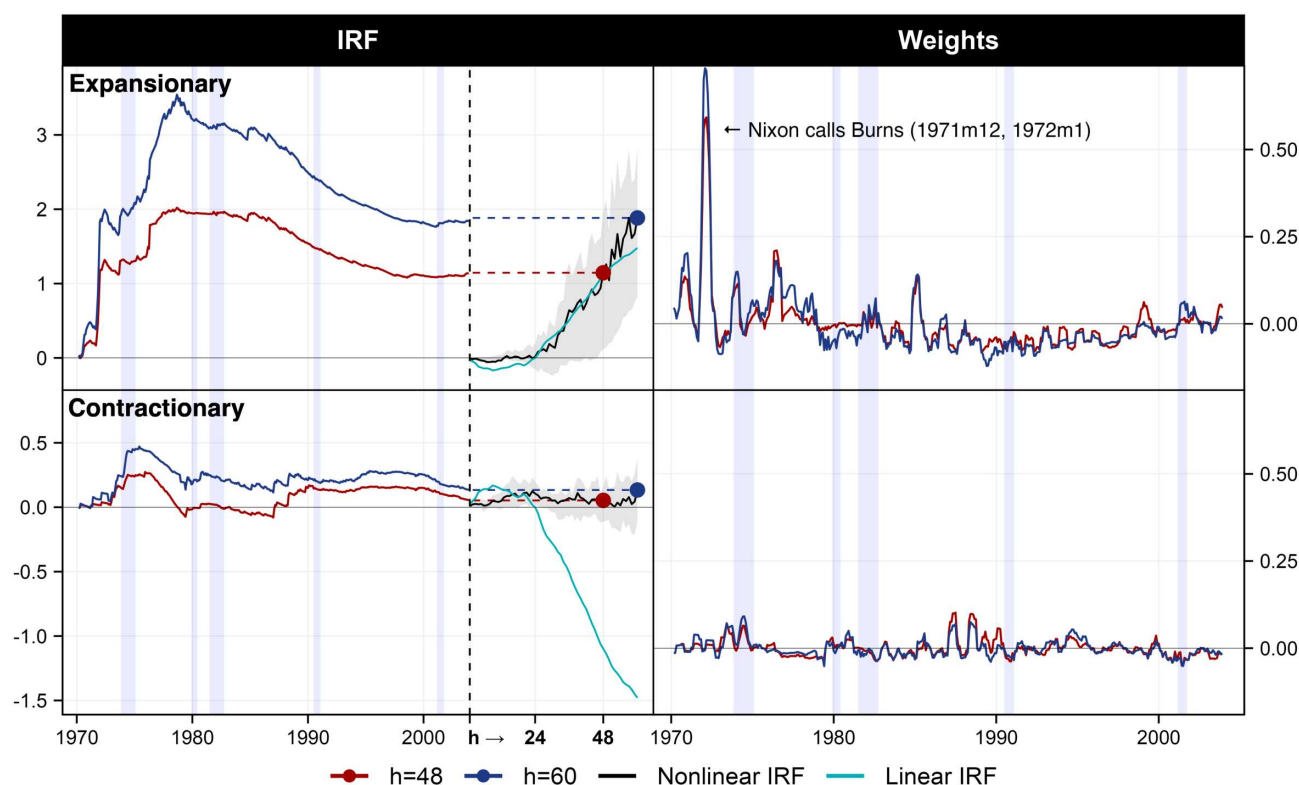 IRF
Weights
Expansionary
← Nixon calls Burns (1971m12, 1972m1)
3
2
1
0
0.50
0.25
0.00
Contractionary
0.5
0.0
-0.5
-1.0
-1.5
0.50
0.25
0.00
1970 1980 1990 2000 h → 24 48
1970 1980 1990 2000
h=48 h=60 Nonlinear IRF Linear IRF